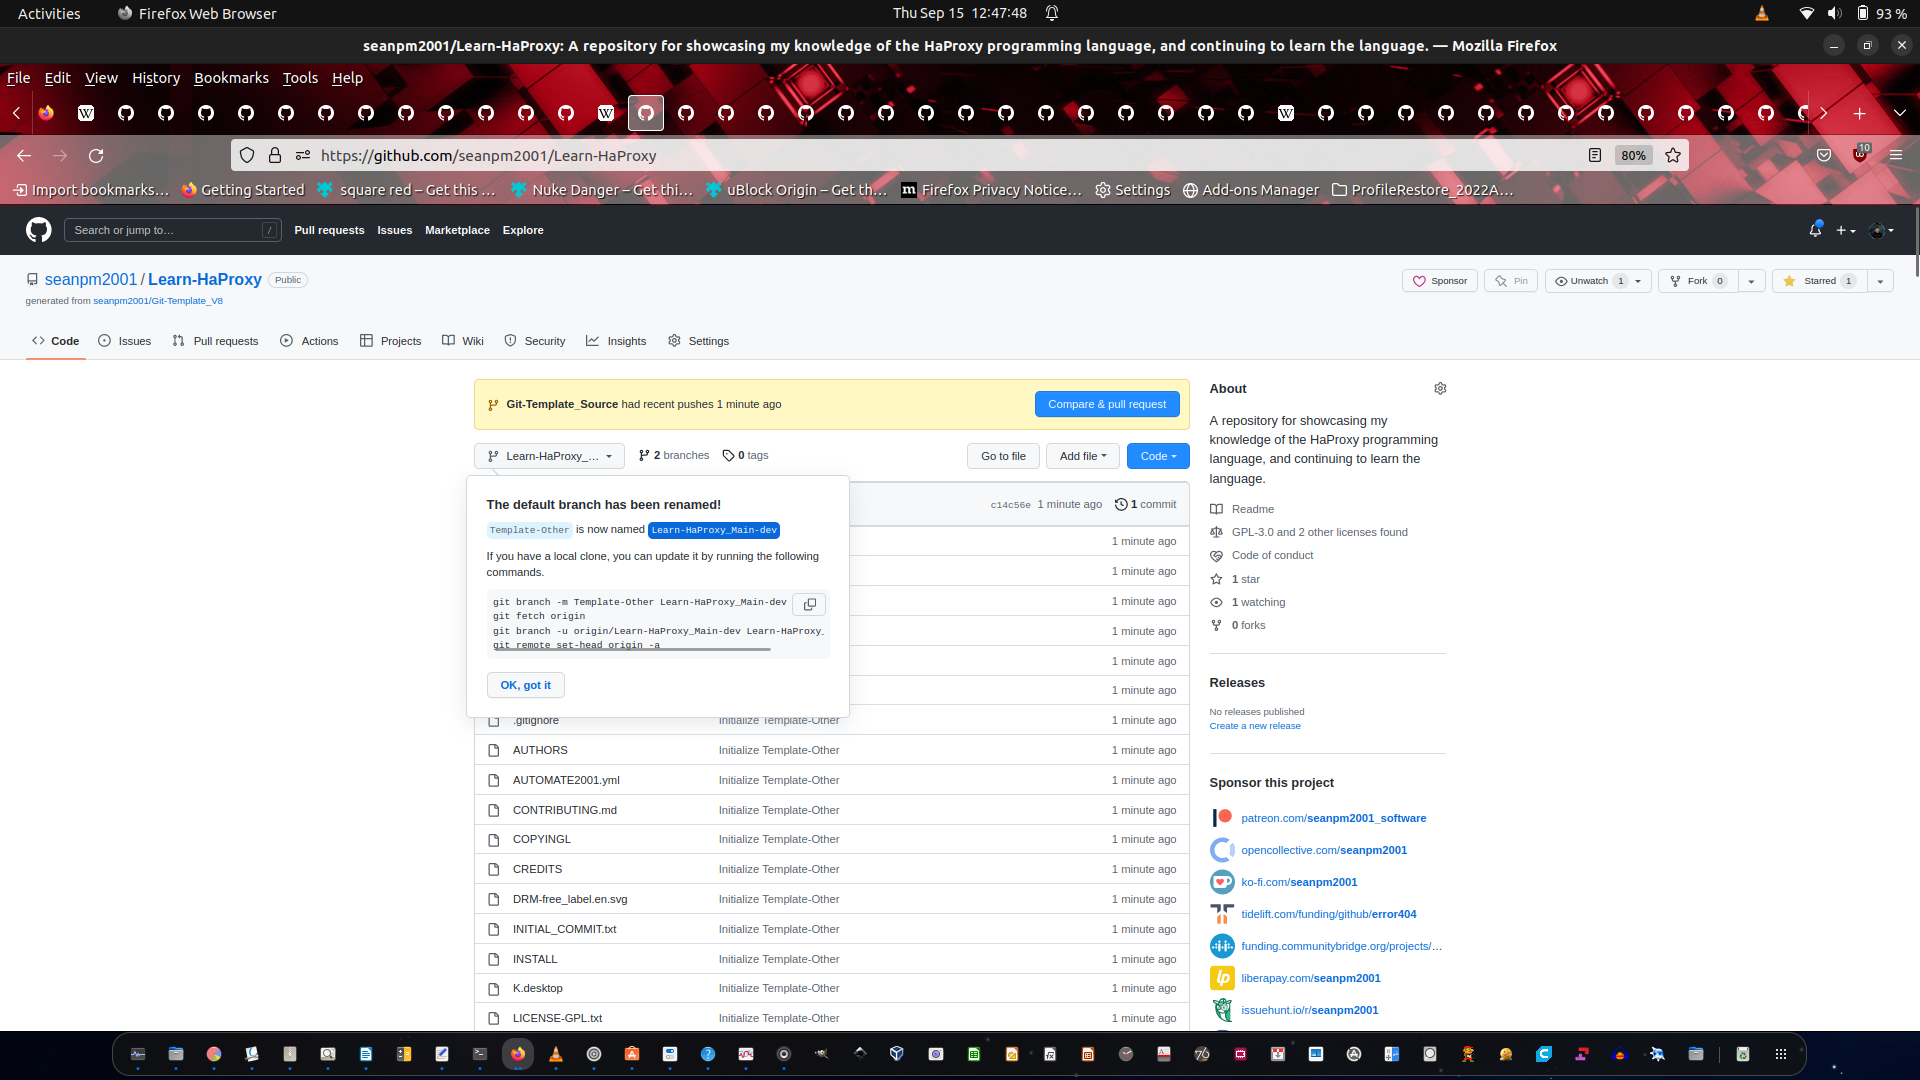 Activities
Firefox Web Browser
Thu Sep 15 12:47:48
93 %
seanpm2001/Learn-HaProxy: A repository for showcasing my knowledge of the HaProxy programming language, and continuing to learn the language. — Mozilla Firefox
File Edit View History Bookmarks Tools Help
https://github.com/seanpm2001/Learn-HaProxy
80%
10
Import bookmarks…
Getting Started
square red – Get this …
Nuke Danger – Get thi…
uBlock Origin – Get th…
Firefox Privacy Notice…
Settings
Add-ons Manager
ProfileRestore_2022A…
Search or jump to…
/
Pull requests
Issues
Marketplace
Explore
seanpm2001 / Learn-HaProxy
Public
generated from seanpm2001/Git-Template_V8
Sponsor
Pin
Unwatch 1
Fork 0
Starred 1
Code
Issues
Pull requests
Actions
Projects
Wiki
Security
Insights
Settings
Git-Template_Source had recent pushes 1 minute ago
Compare & pull request
Learn-HaProxy_…
2 branches
0 tags
Go to file
Add file
Code
The default branch has been renamed!
Template-Other is now named Learn-HaProxy_Main-dev
If you have a local clone, you can update it by running the following
commands.
git branch -m Template-Other Learn-HaProxy_Main-dev
git fetch origin
git branch -u origin/Learn-HaProxy_Main-dev Learn-HaProxy_
git remote set-head origin -a
OK, got it
c14c56e 1 minute ago
1 commit
1 minute ago
1 minute ago
1 minute ago
1 minute ago
1 minute ago
1 minute ago
.gitignore Initialize Template-Other 1 minute ago
AUTHORS Initialize Template-Other 1 minute ago
AUTOMATE2001.yml Initialize Template-Other 1 minute ago
CONTRIBUTING.md Initialize Template-Other 1 minute ago
COPYINGL Initialize Template-Other 1 minute ago
CREDITS Initialize Template-Other 1 minute ago
DRM-free_label.en.svg Initialize Template-Other 1 minute ago
INITIAL_COMMIT.txt Initialize Template-Other 1 minute ago
INSTALL Initialize Template-Other 1 minute ago
K.desktop Initialize Template-Other 1 minute ago
LICENSE-GPL.txt Initialize Template-Other 1 minute ago
About
A repository for showcasing my
knowledge of the HaProxy programming
language, and continuing to learn the
language.
Readme
GPL-3.0 and 2 other licenses found
Code of conduct
1 star
1 watching
0 forks
Releases
No releases published
Create a new release
Sponsor this project
patreon.com/seanpm2001_software
opencollective.com/seanpm2001
ko-fi.com/seanpm2001
tidelift.com/funding/github/error404
funding.communitybridge.org/projects/…
liberapay.com/seanpm2001
issuehunt.io/r/seanpm2001